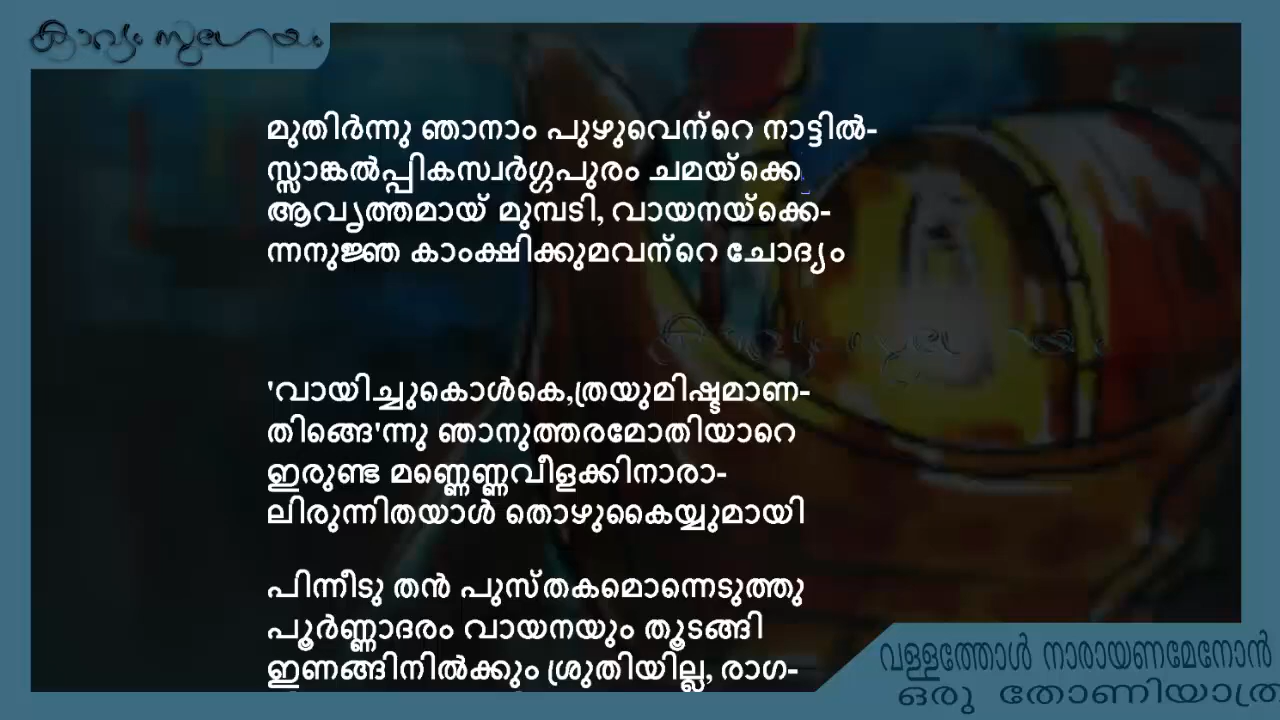 കാവ്യം സുഗേയം
മുതിർന്നു ഞാനാം പുഴുവെന്റെ നാട്ടിൽ-
സ്സാങ്കൽപ്പികസ്വർഗ്ഗപുരം ചമയ്ക്കെ
ആവൃത്തമായ് മുമ്പടി, വായനയ്ക്കെ-
ന്നനുജ്ഞ കാംക്ഷിക്കുമവന്റെ ചോദ്യം
'വായിച്ചുകൊൾകെ,ത്രയുമിഷ്ടമാണ-
തിങ്ങെ'ന്നു ഞാനുത്തരമോതിയാറെ
ഇരുണ്ട മണ്ണെണ്ണവീളക്കിനാരാ-
ലിരുന്നിതയാൾ തൊഴുകൈയ്യുമായി
പിന്നീടു തൻ പുസ്തകമൊന്നെടുത്തു
പൂർണ്ണാദരം വായനയും തൂടങ്ങി
ഇണങ്ങിനിൽക്കും ശ്രുതിയില്ല, രാഗ-
വള്ളത്തോൾ നാരായണമേനോൻ
ഒരു തോണിയാത്ര